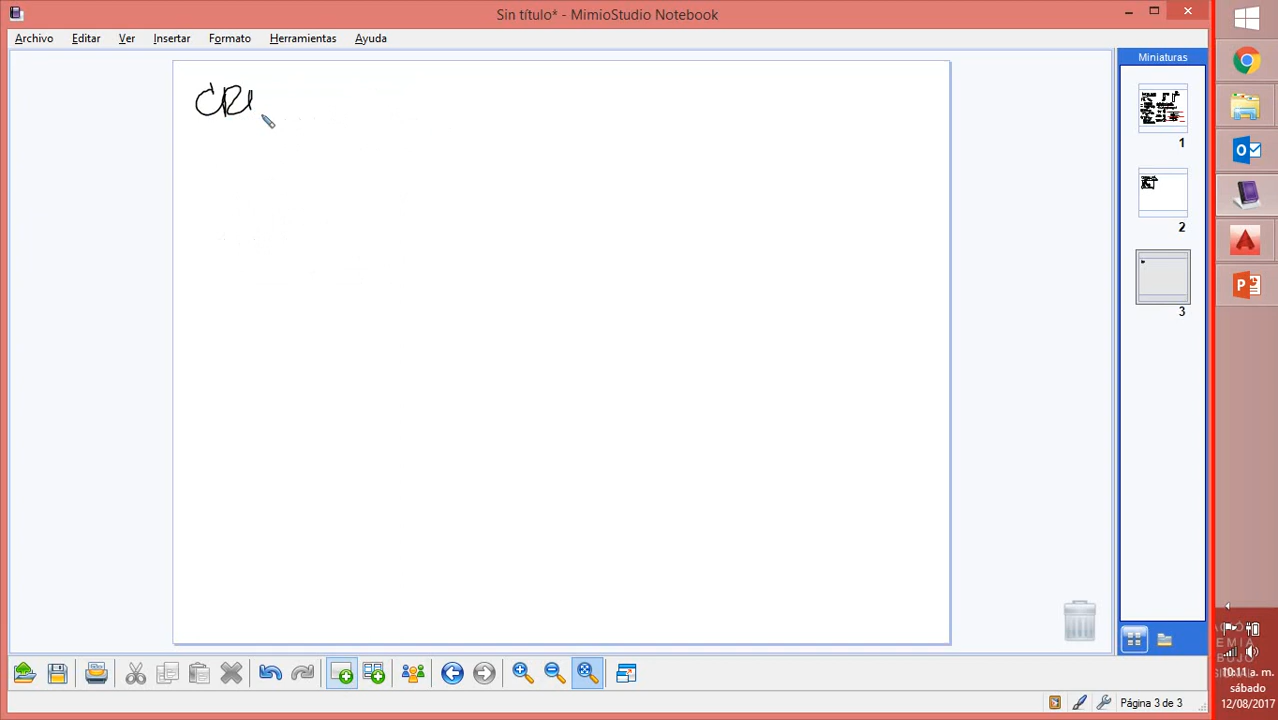 Sin título* - MimioStudio Notebook
Archivo Editar Ver Insertar Formato Herramientas Ayuda
Miniaturas
CRI
1
2
3
Página 3 de 3
10:11 a. m.
sábado
12/08/2017